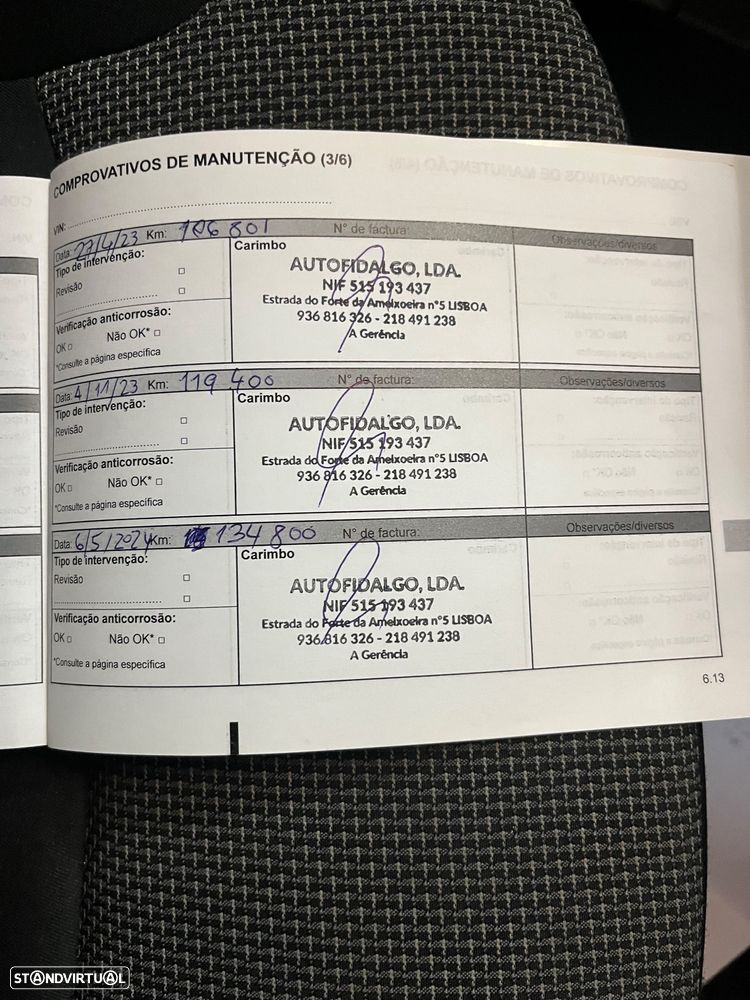 COMPROVATIVOS DE MANUTENÇÃO (3/6)
VIN:
Data: 27/4/23 Km: 106 801 N° de factura: Observações/diversos
Tipo de intervenção:
Revisão
Verificação anticorrosão:
OK Não OK*
*Consulte a página específica
Carimbo
AUTOFIDALGO, LDA.
NIF 515 193 437
Estrada do Forte da Ameixoeira n°5 LISBOA
936 816 326 - 218 491 238
A Gerência
Data: 4/11/23 Km: 119 400 N° de factura: Observações/diversos
Tipo de intervenção:
Revisão
Verificação anticorrosão:
OK Não OK*
*Consulte a página específica
Carimbo
AUTOFIDALGO, LDA.
NIF 515 193 437
Estrada do Forte da Ameixoeira n°5 LISBOA
936 816 326 - 218 491 238
A Gerência
Data: 6/5/2024 Km: 134 800 N° de factura: Observações/diversos
Tipo de intervenção:
Revisão
Verificação anticorrosão:
OK Não OK*
*Consulte a página específica
Carimbo
AUTOFIDALGO, LDA.
NIF 515 193 437
Estrada do Forte da Ameixoeira n°5 LISBOA
936 816 326 - 218 491 238
A Gerência
6.13
STANDVIRTUAL